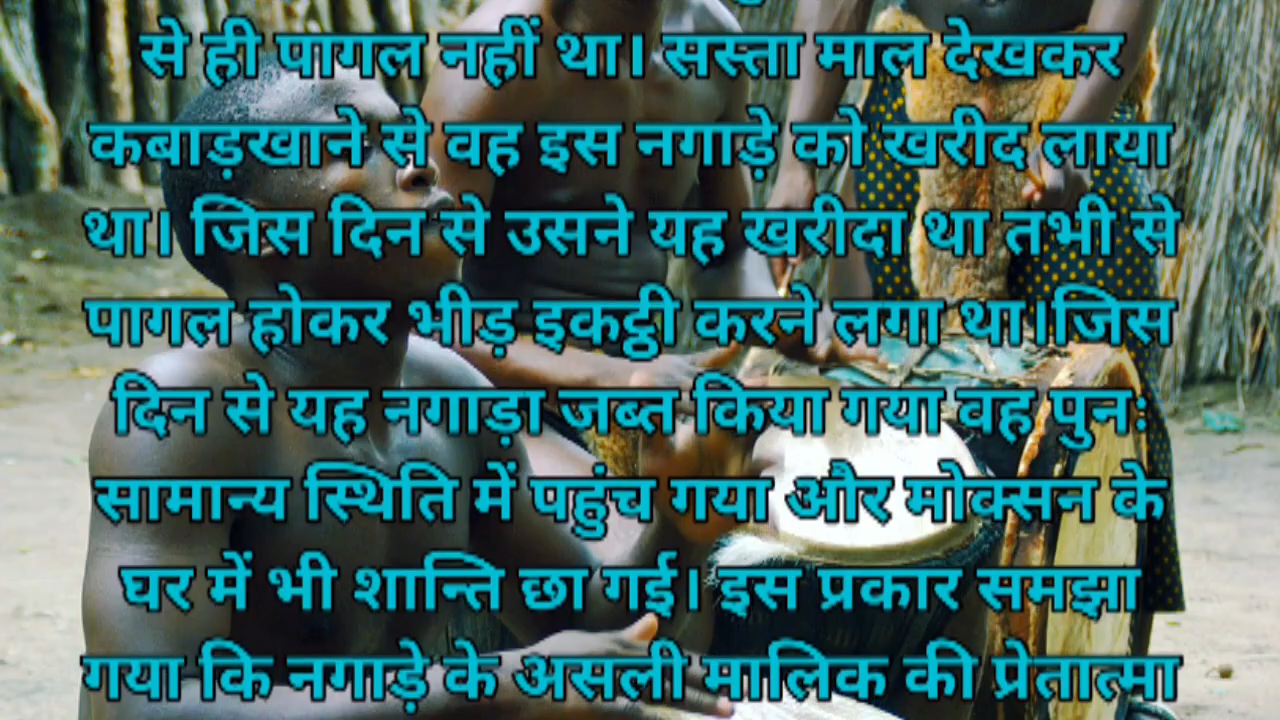 से ही पागल नहीं था। सस्ता माल देखकर
कबाड़खाने से वह इस नगाड़े को खरीद लाया
था। जिस दिन से उसने यह खरीदा था तभी से
पागल होकर भीड़ इकट्ठी करने लगा था।जिस
दिन से यह नगाड़ा जब्त किया गया वह पुनः
सामान्य स्थिति में पहुंच गया और मोक्सन के
घर में भी शान्ति छा गई। इस प्रकार समझा
गया कि नगाड़े के असली मालिक की प्रेतात्मा